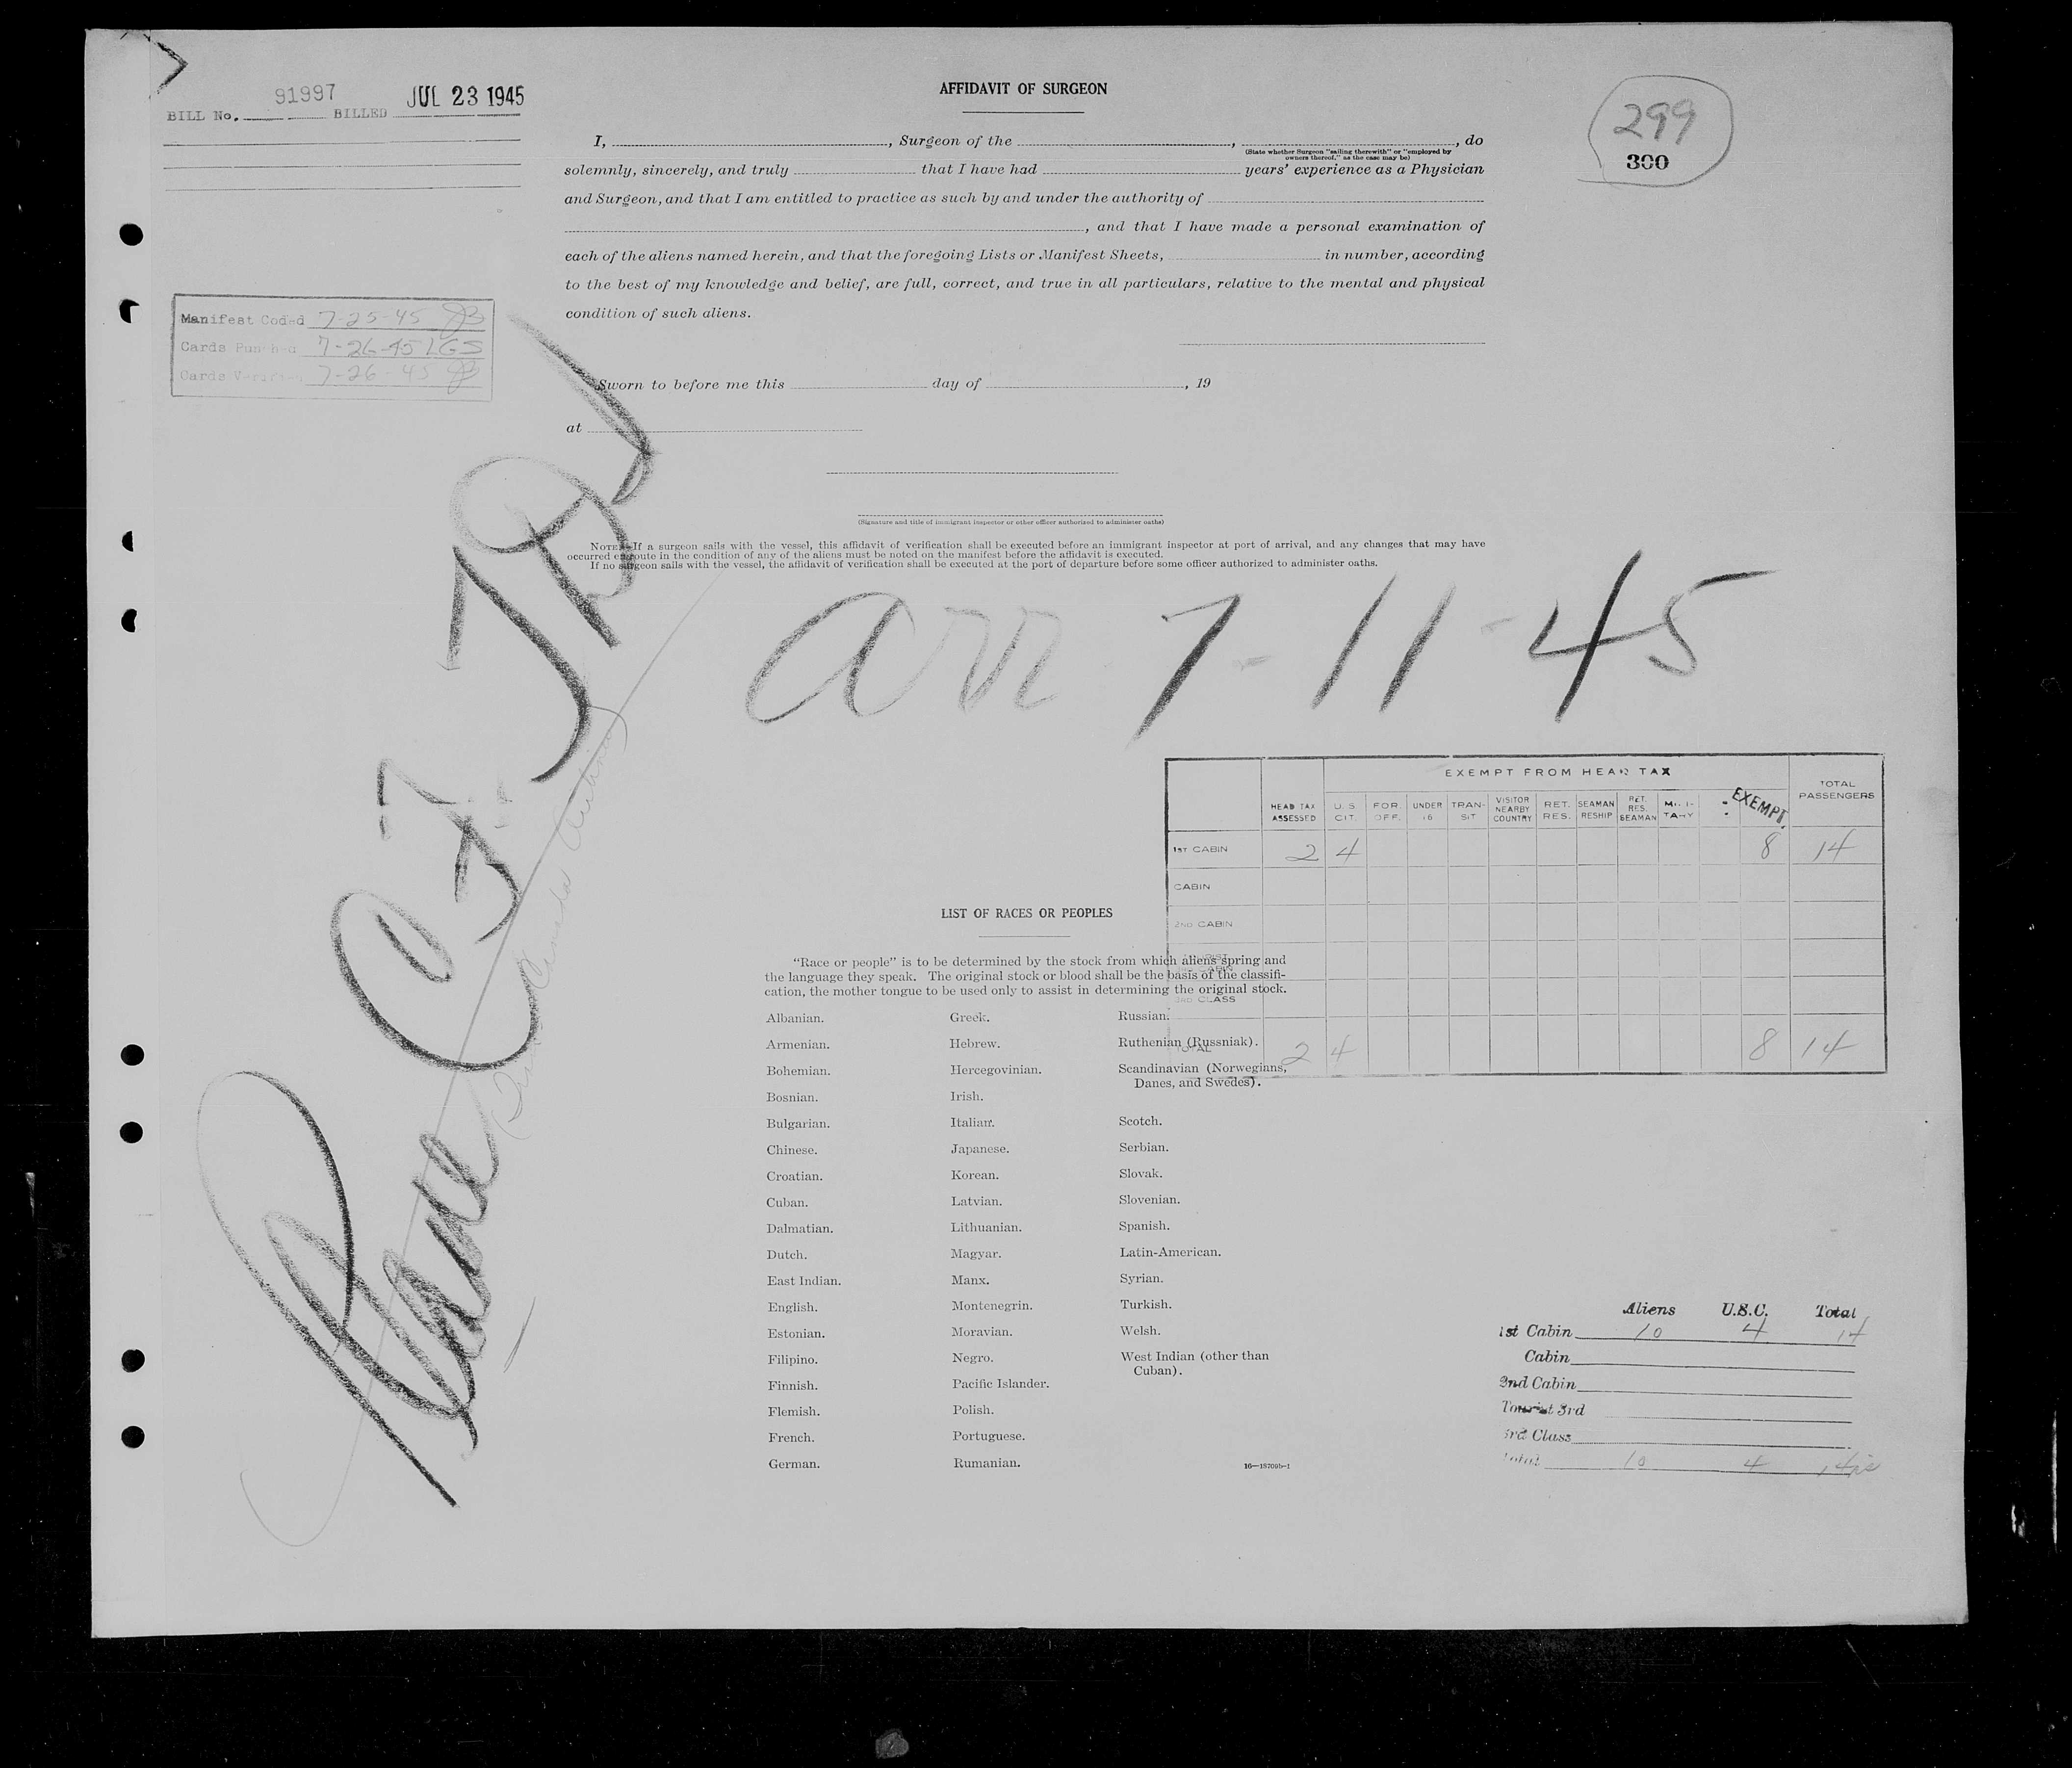 BILL No. 91997 BILLED JUL 23 1945
299
300
AFFIDAVIT OF SURGEON
I, , Surgeon of the , , do
(State whether Surgeon "sailing therewith" or "employed by
owners thereof," as the case may be)
solemnly, sincerely, and truly that I have had years' experience as a Physician
and Surgeon, and that I am entitled to practice as such by and under the authority of
, and that I have made a personal examination of
each of the aliens named herein, and that the foregoing Lists or Manifest Sheets, in number, according
to the best of my knowledge and belief, are full, correct, and true in all particulars, relative to the mental and physical
condition of such aliens.
Manifest Coded 7-25-45 JB
Cards Punched 7-26-45 LGS
Cards Verified 7-26-45 JB
Sworn to before me this day of , 19
at
(Signature and title of immigrant inspector or other officer authorized to administer oaths)
NOTE.—If a surgeon sails with the vessel, this affidavit of verification shall be executed before an immigrant inspector at port of arrival, and any changes that may have
occurred en route in the condition of any of the aliens must be noted on the manifest before the affidavit is executed.
If no surgeon sails with the vessel, the affidavit of verification shall be executed at the port of departure before some officer authorized to administer oaths.
Plane CF
arr 7-11-45
EXEMPT FROM HEAD TAX
HEAD TAX ASSESSED U.S. CIT. FOR. OFF. UNDER 16 TRAN-SIT VISITOR NEARBY COUNTRY RET. RES. SEAMAN RESHIP RET. RES. SEAMAN MILI-TARY EXEMPT. TOTAL PASSENGERS
1ST CABIN 2 4 8 14
CABIN
2ND CABIN
3RD CLASS
TOTAL 2 4 8 14
LIST OF RACES OR PEOPLES
"Race or people" is to be determined by the stock from which aliens spring and
the language they speak. The original stock or blood shall be the basis of the classifi-
cation, the mother tongue to be used only to assist in determining the original stock.
Albanian. Greek. Russian.
Armenian. Hebrew. Ruthenian (Russniak).
Bohemian. Hercegovinian. Scandinavian (Norwegians,
Danes, and Swedes).
Bosnian. Irish.
Bulgarian. Italian. Scotch.
Chinese. Japanese. Serbian.
Croatian. Korean. Slovak.
Cuban. Latvian. Slovenian.
Dalmatian. Lithuanian. Spanish.
Dutch. Magyar. Latin-American.
East Indian. Manx. Syrian.
English. Montenegrin. Turkish.
Estonian. Moravian. Welsh.
Filipino. Negro. West Indian (other than
Cuban).
Finnish. Pacific Islander.
Flemish. Polish.
French. Portuguese.
German. Rumanian.
16—18709b-1
Aliens U.S.C. Total
1st Cabin 10 4 14
Cabin
2nd Cabin
Tourist 3rd
3rd Class
Total 10 4 14